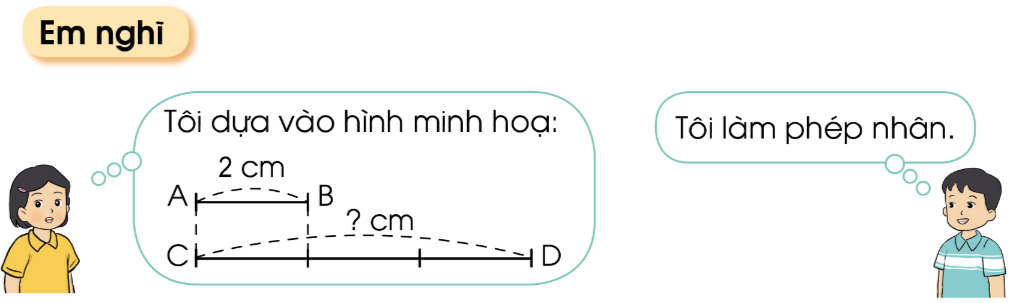 Em nghĩ
Tôi dựa vào hình minh hoạ:
2 cm
A B
? cm
C D
Tôi làm phép nhân.